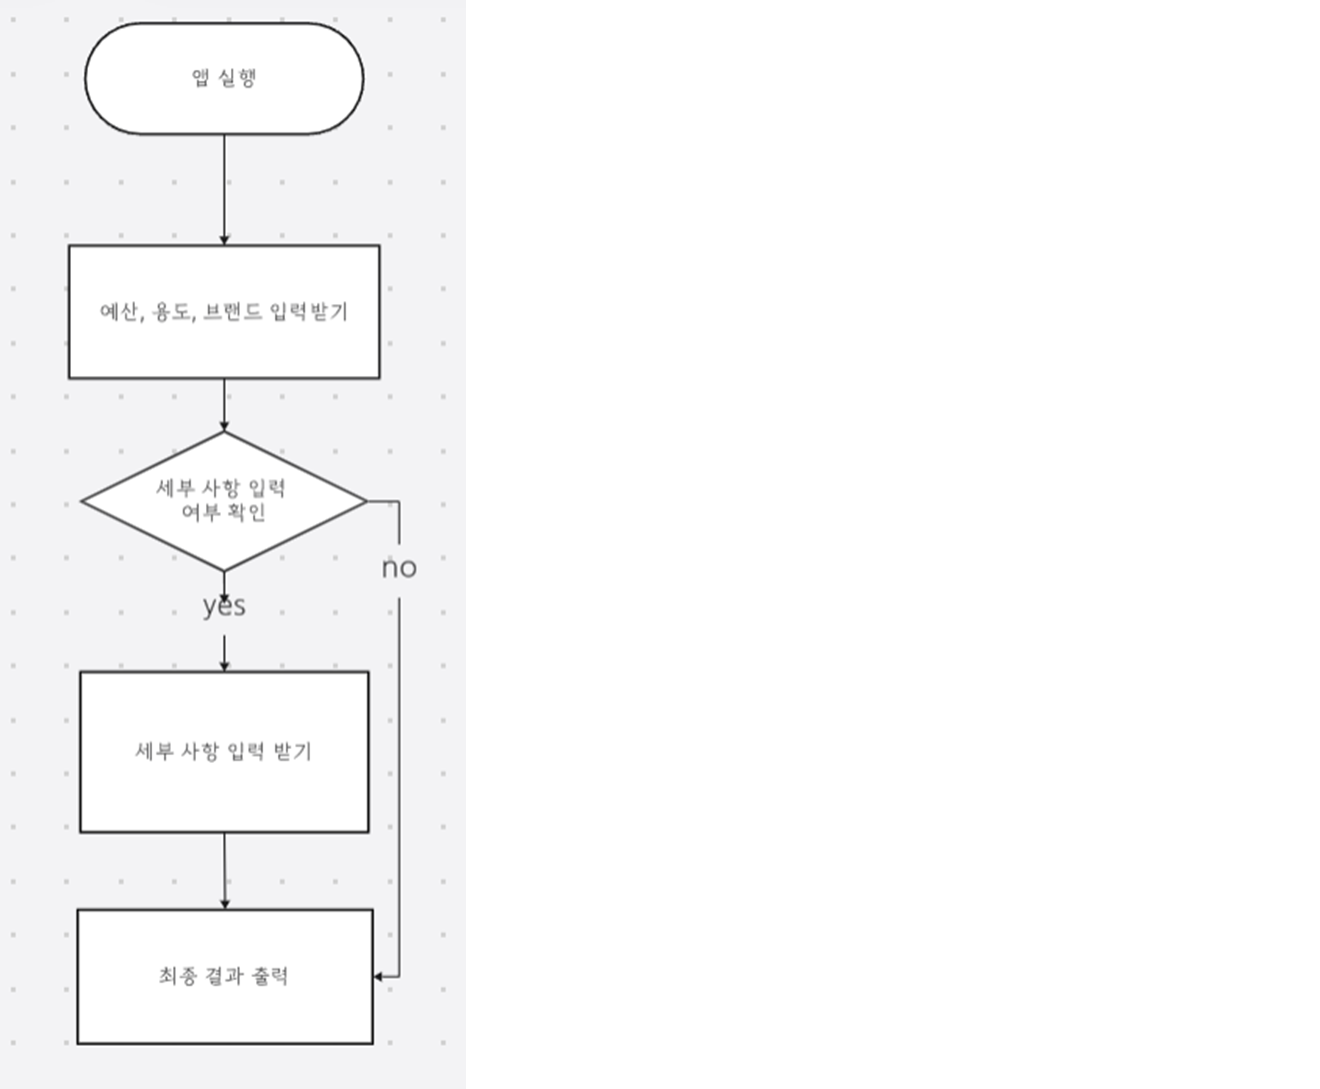 앱 실행
예산, 용도, 브랜드 입력받기
세부 사항 입력
여부 확인
no
yes
세부 사항 입력 받기
최종 결과 출력